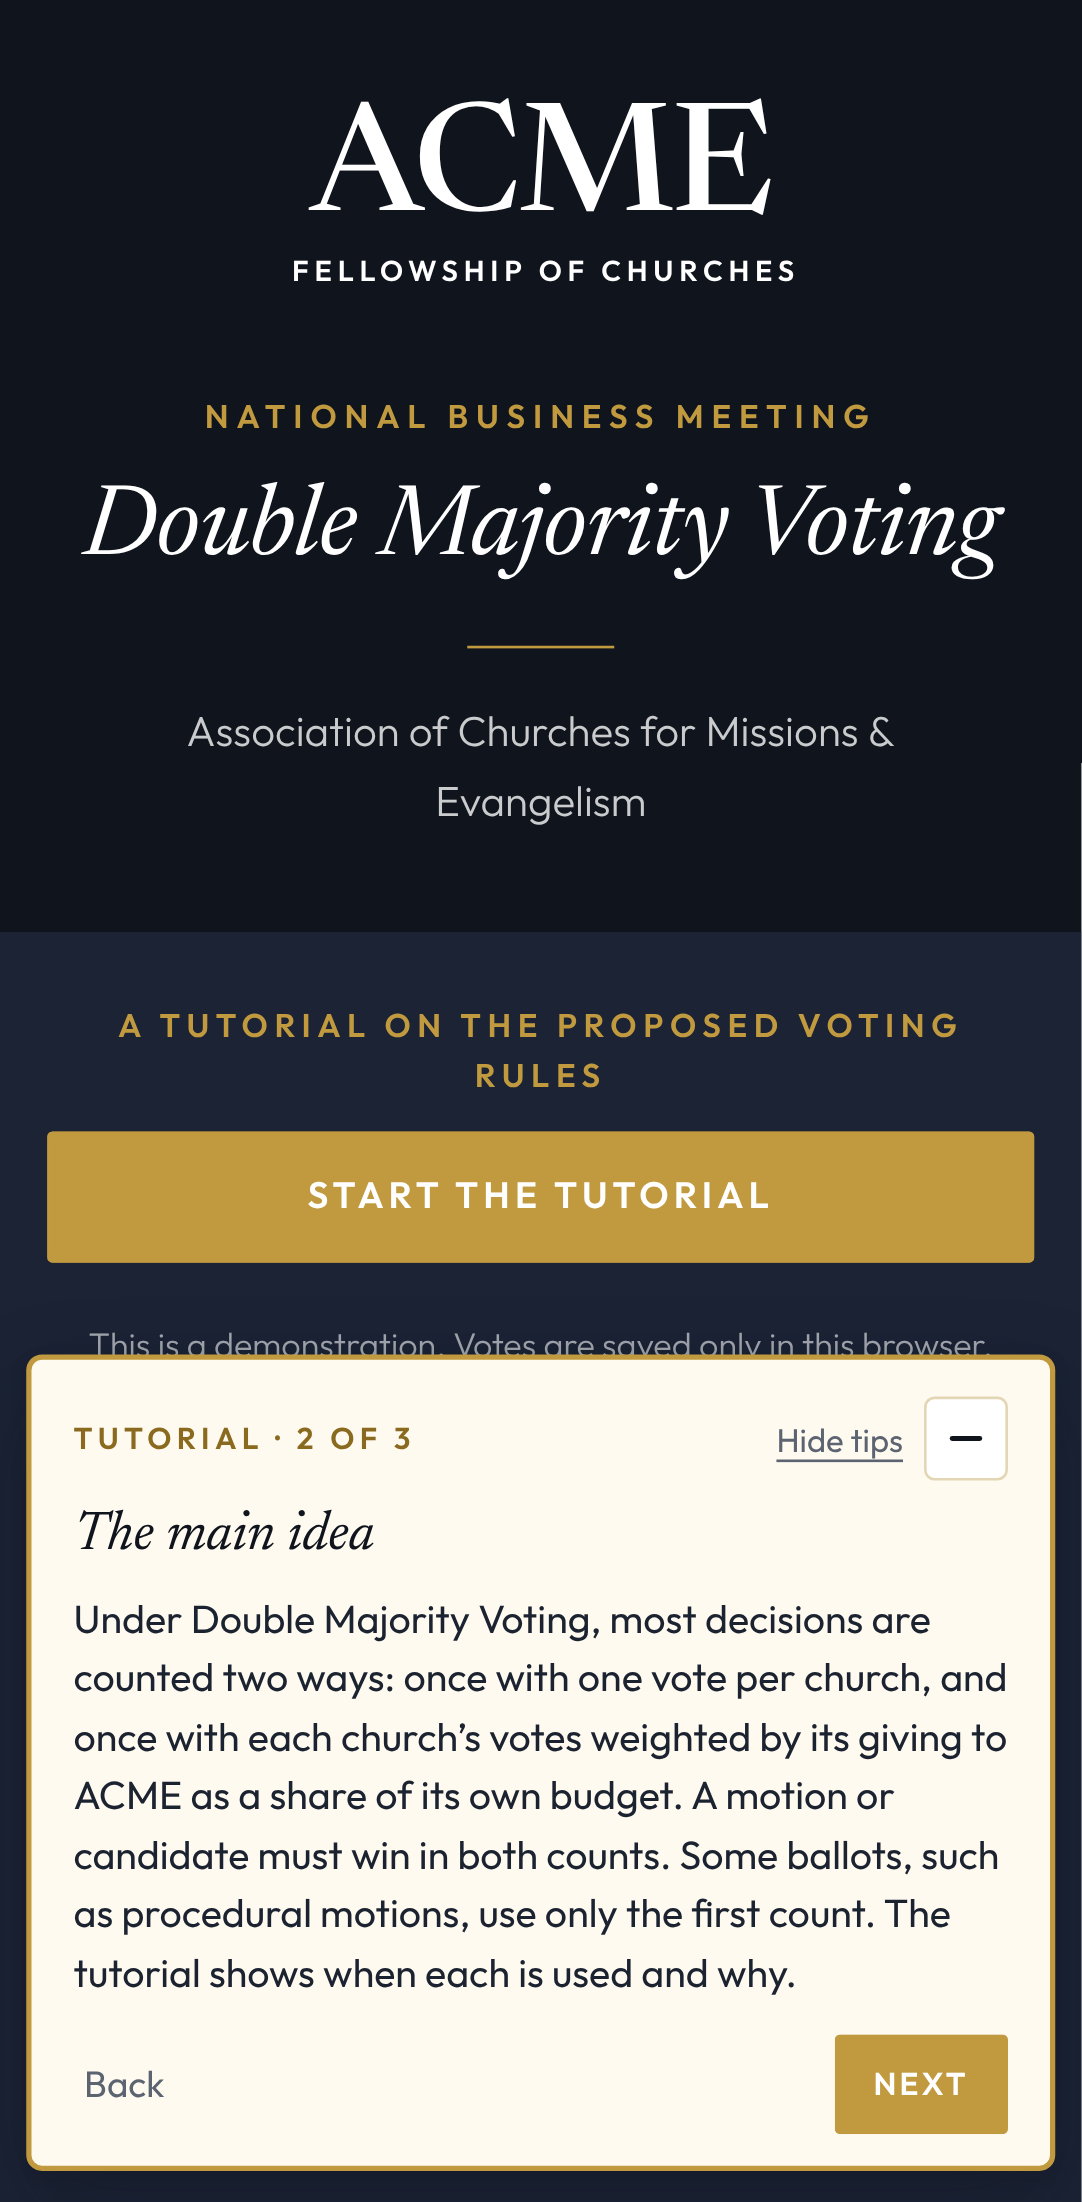 ACME
FELLOWSHIP OF CHURCHES
NATIONAL BUSINESS MEETING
Double Majority Voting
Association of Churches for Missions &
Evangelism
A TUTORIAL ON THE PROPOSED VOTING
RULES
START THE TUTORIAL
This is a demonstration. Votes are saved only in this browser.
TUTORIAL · 2 OF 3
Hide tips
The main idea
Under Double Majority Voting, most decisions are
counted two ways: once with one vote per church, and
once with each church’s votes weighted by its giving to
ACME as a share of its own budget. A motion or
candidate must win in both counts. Some ballots, such
as procedural motions, use only the first count. The
tutorial shows when each is used and why.
Back
NEXT